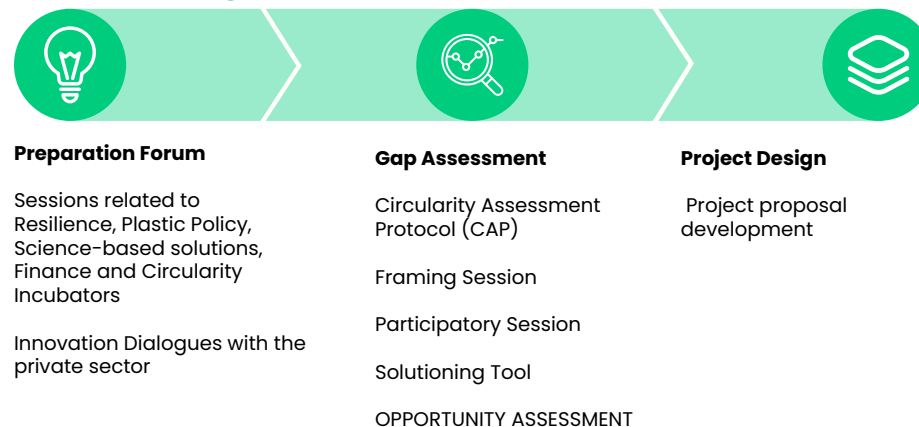 Preparation Forum
Sessions related to
Resilience, Plastic Policy,
Science-based solutions,
Finance and Circularity
Incubators
Innovation Dialogues with the
private sector
Gap Assessment
Circularity Assessment
Protocol (CAP)
Framing Session
Participatory Session
Solutioning Tool
OPPORTUNITY ASSESSMENT
Project Design
Project proposal
development